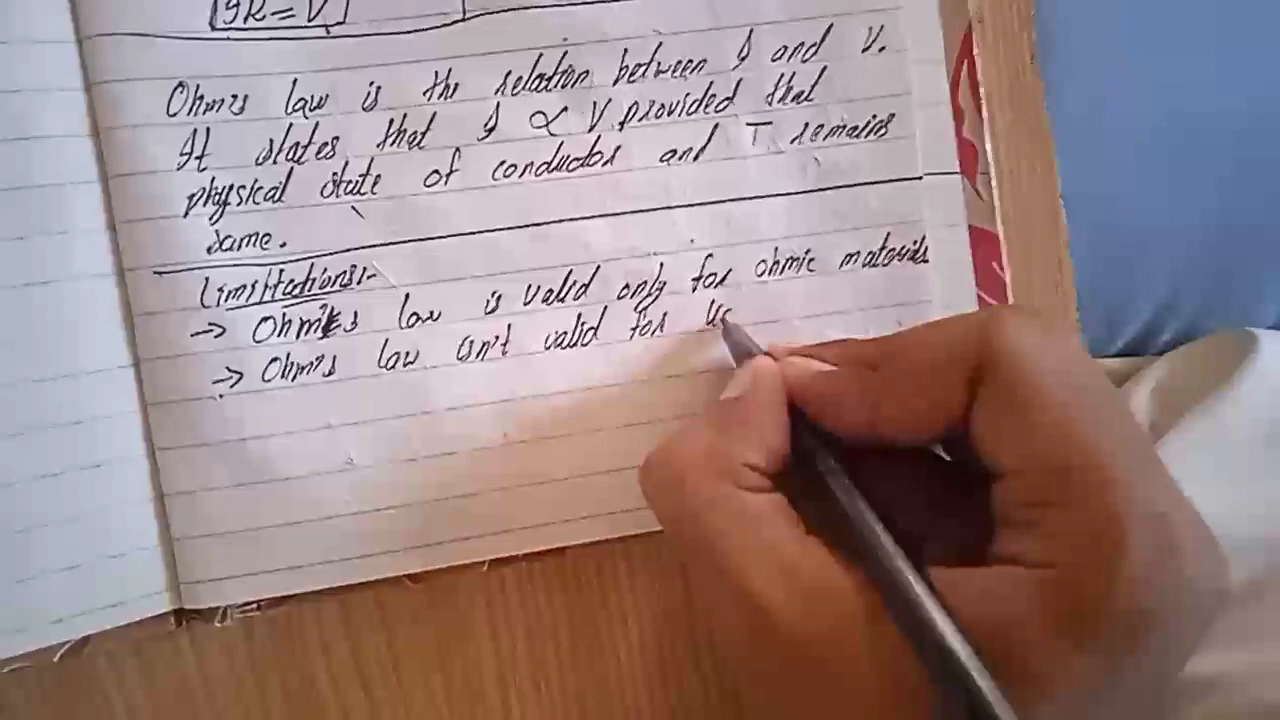 IR = V
Ohm's law is the relation between I and V.
It states that I ∝ V provided that
physical state of conductor and T remains
same.
Limitations:-
→ Ohm's law is valid only for ohmic materials
→ Ohm's law isn't valid for